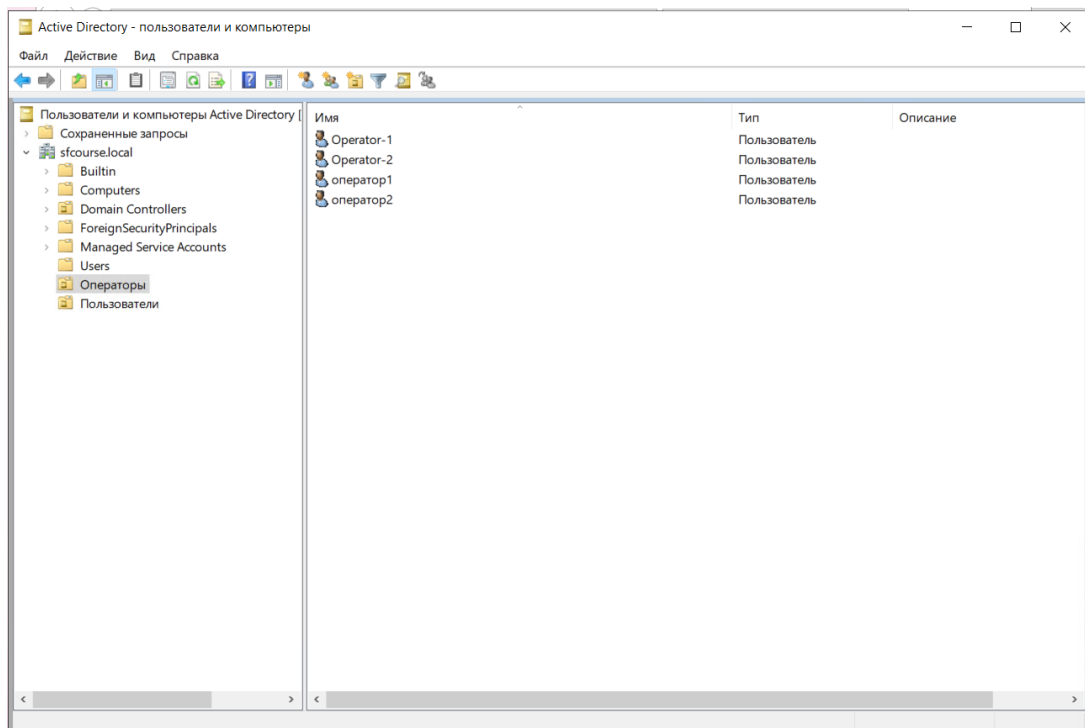 Active Directory - пользователи и компьютеры
Файл Действие Вид Справка
Пользователи и компьютеры Active Directory [
Сохраненные запросы
sfcourse.local
Builtin
Computers
Domain Controllers
ForeignSecurityPrincipals
Managed Service Accounts
Users
Операторы
Пользователи
Имя Тип Описание
Operator-1 Пользователь
Operator-2 Пользователь
оператор1 Пользователь
оператор2 Пользователь